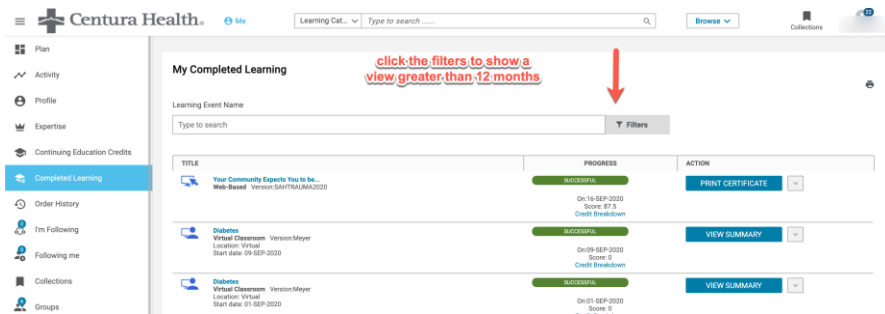 Centura Health.
Me
Learning Cat...
Type to search ......
Browse
Collections
22
Plan
Activity
Profile
Expertise
Continuing Education Credits
Completed Learning
Order History
I'm Following
Following me
Collections
Groups
My Completed Learning
click the filters to show a
view greater than 12 months
Learning Event Name
Type to search
Filters
TITLE PROGRESS ACTION
Your Community Expects You to be...
Web-Based Version:SAHTRAUMA2020
SUCCESSFUL
On:16-SEP-2020
Score: 87.5
Credit Breakdown
PRINT CERTIFICATE
Diabetes
Virtual Classroom Version:Meyer
Location: Virtual
Start date: 09-SEP-2020
SUCCESSFUL
On:09-SEP-2020
Score: 0
Credit Breakdown
VIEW SUMMARY
Diabetes
Virtual Classroom Version:Meyer
Location: Virtual
Start date: 01-SEP-2020
SUCCESSFUL
On:01-SEP-2020
Score: 0
VIEW SUMMARY